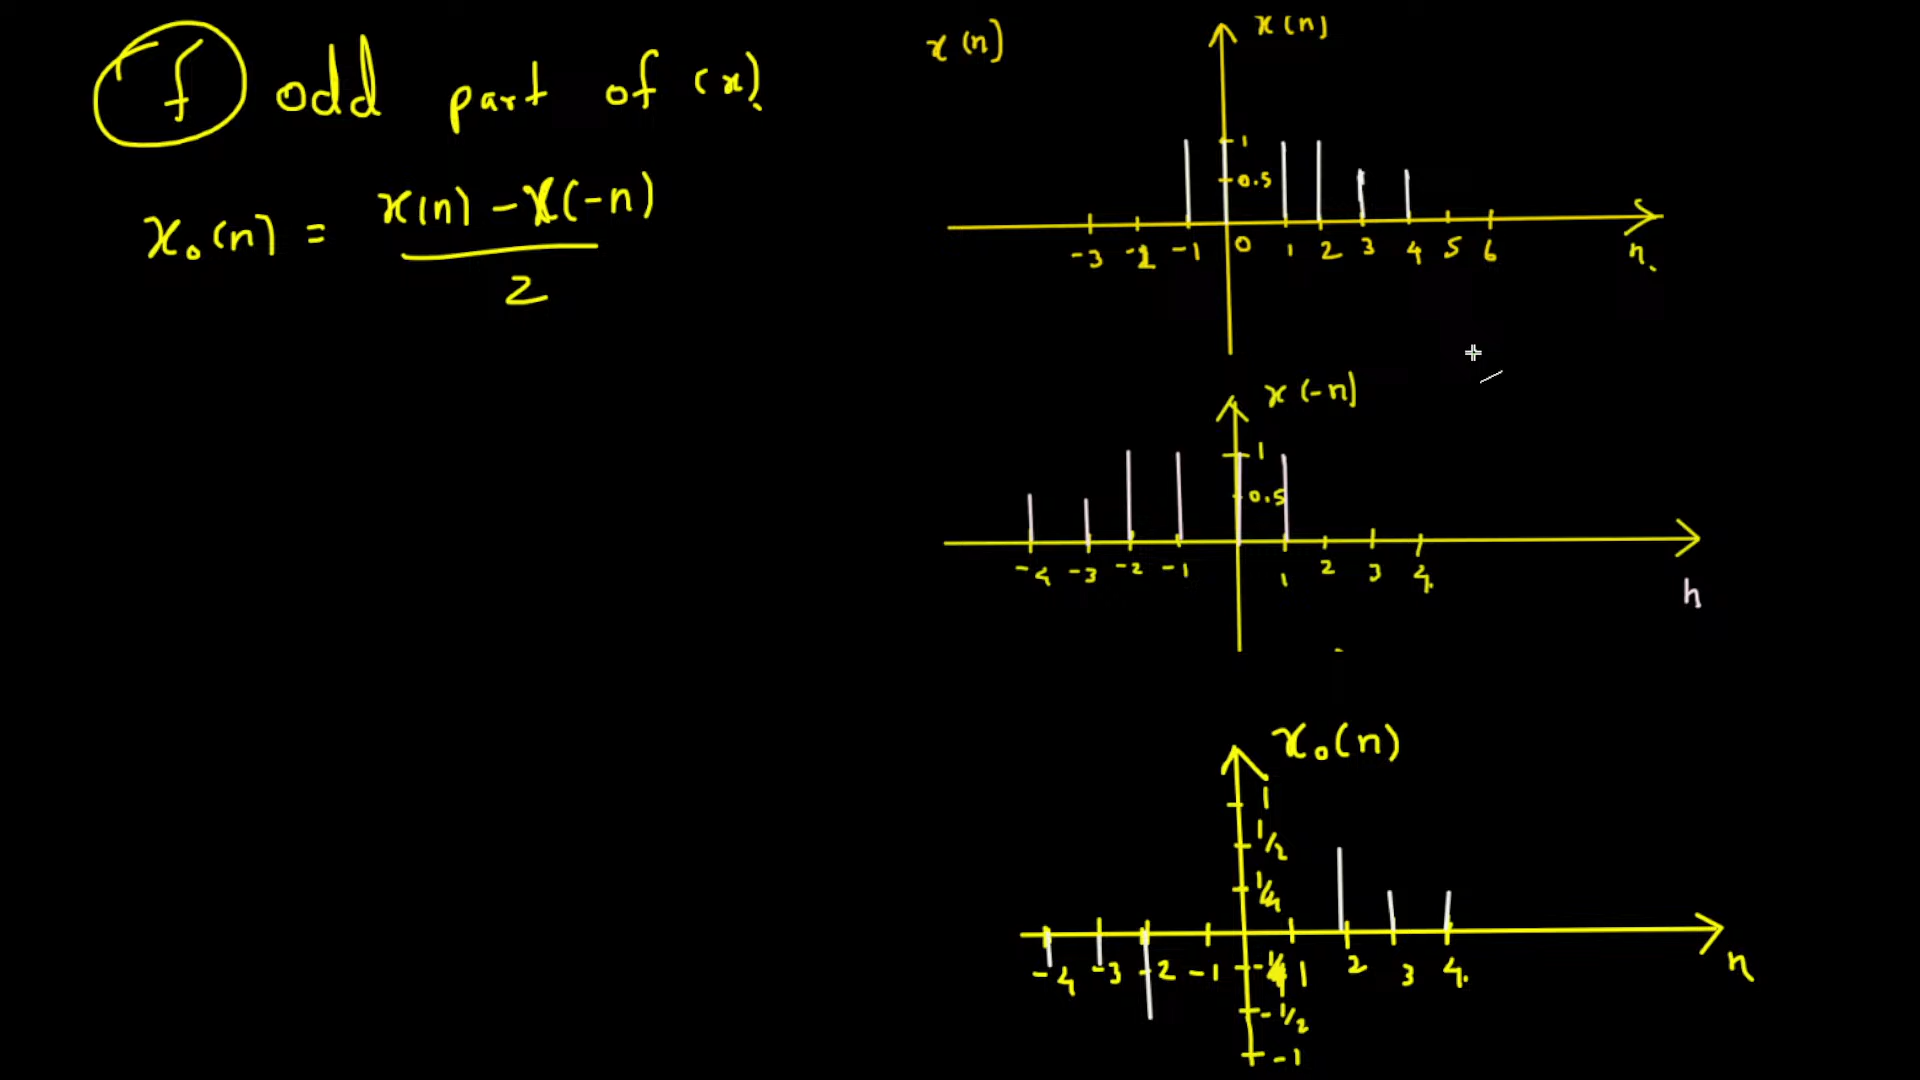 f odd part of (x).
x₀(n) = x(n) - x(-n)
2
x(n)
x(n)
1
0.5
-3 -2 -1 0 1 2 3 4 5 6 n.
x(-n)
1
0.5
-4 -3 -2 -1 1 2 3 4.
n
x₀(n)
1
1/2
1/4
-4 -3 -2 -1 -1/4 1 2 3 4. n
-1/2
-1